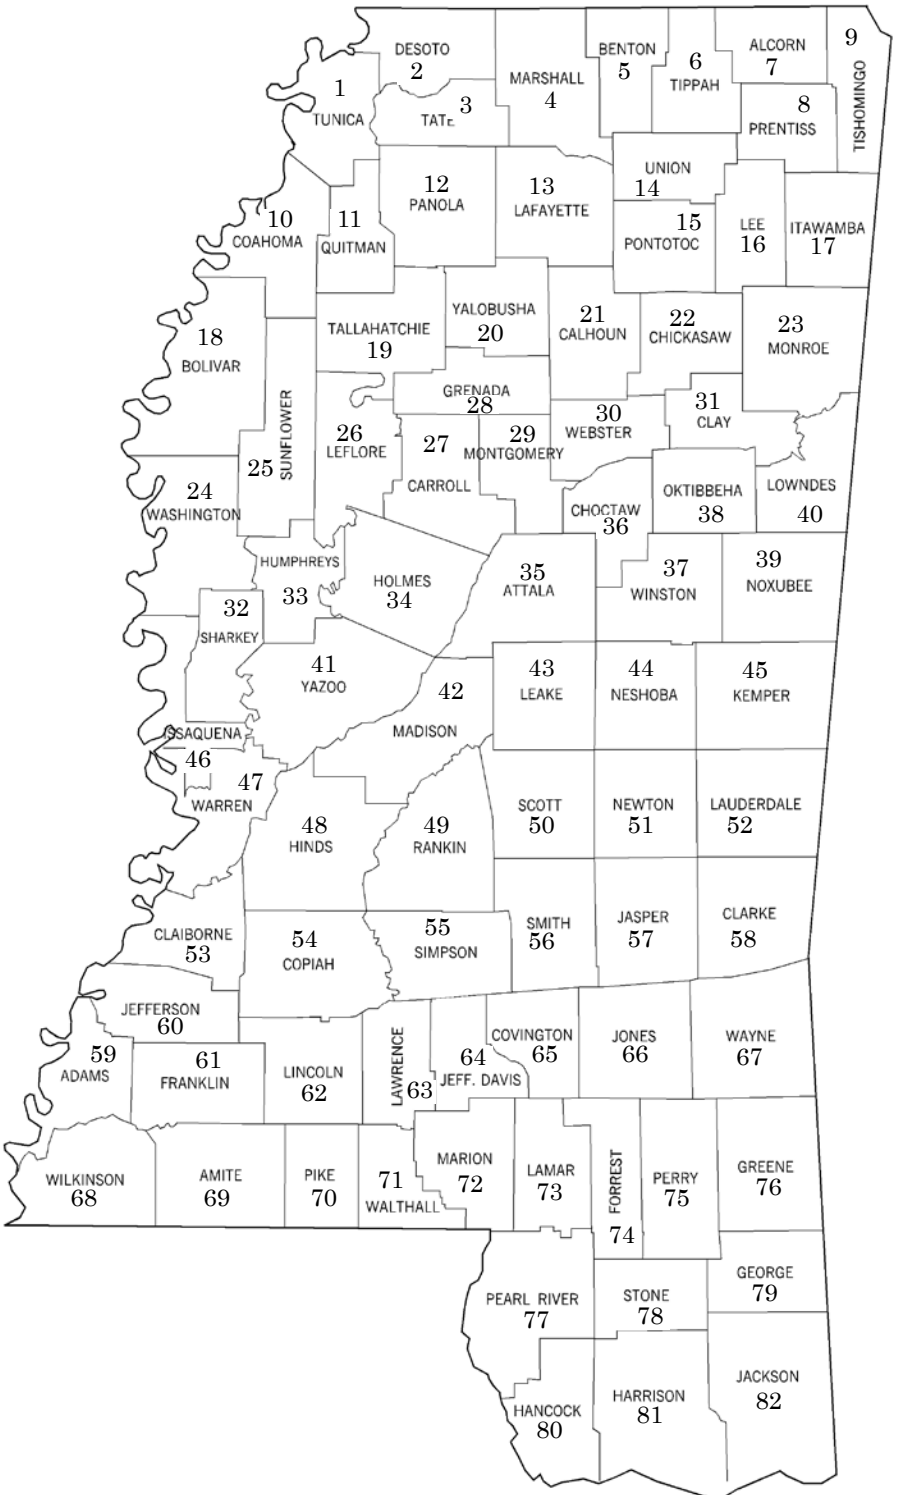 DESOTO
2
BENTON
5
6
TIPPAH
ALCORN
7
9
TISHOMINGO
1
TUNICA
3
TATE
MARSHALL
4
8
PRENTISS
UNION
14
12
PANOLA
13
LAFAYETTE
10
COAHOMA
11
QUITMAN
15
PONTOTOC
LEE
16
ITAWAMBA
17
18
BOLIVAR
TALLAHATCHIE
19
YALOBUSHA
20
21
CALHOUN
22
CHICKASAW
23
MONROE
GRENADA
28
SUNFLOWER
25
26
LEFLORE
27
CARROLL
29
MONTGOMERY
30
WEBSTER
31
CLAY
24
WASHINGTON
CHOCTAW
36
OKTIBBEHA
38
LOWNDES
40
HUMPHREYS
33
HOLMES
34
35
ATTALA
37
WINSTON
39
NOXUBEE
32
SHARKEY
41
YAZOO
42
MADISON
43
LEAKE
44
NESHOBA
45
KEMPER
ISSAQUENA
46
47
WARREN
48
HINDS
49
RANKIN
SCOTT
50
NEWTON
51
LAUDERDALE
52
CLAIBORNE
53
54
COPIAH
55
SIMPSON
SMITH
56
JASPER
57
CLARKE
58
JEFFERSON
60
59
ADAMS
61
FRANKLIN
LINCOLN
62
LAWRENCE
63
64
JEFF. DAVIS
COVINGTON
65
JONES
66
WAYNE
67
WILKINSON
68
AMITE
69
PIKE
70
71
WALTHALL
MARION
72
LAMAR
73
FORREST
74
PERRY
75
GREENE
76
PEARL RIVER
77
STONE
78
GEORGE
79
HANCOCK
80
HARRISON
81
JACKSON
82